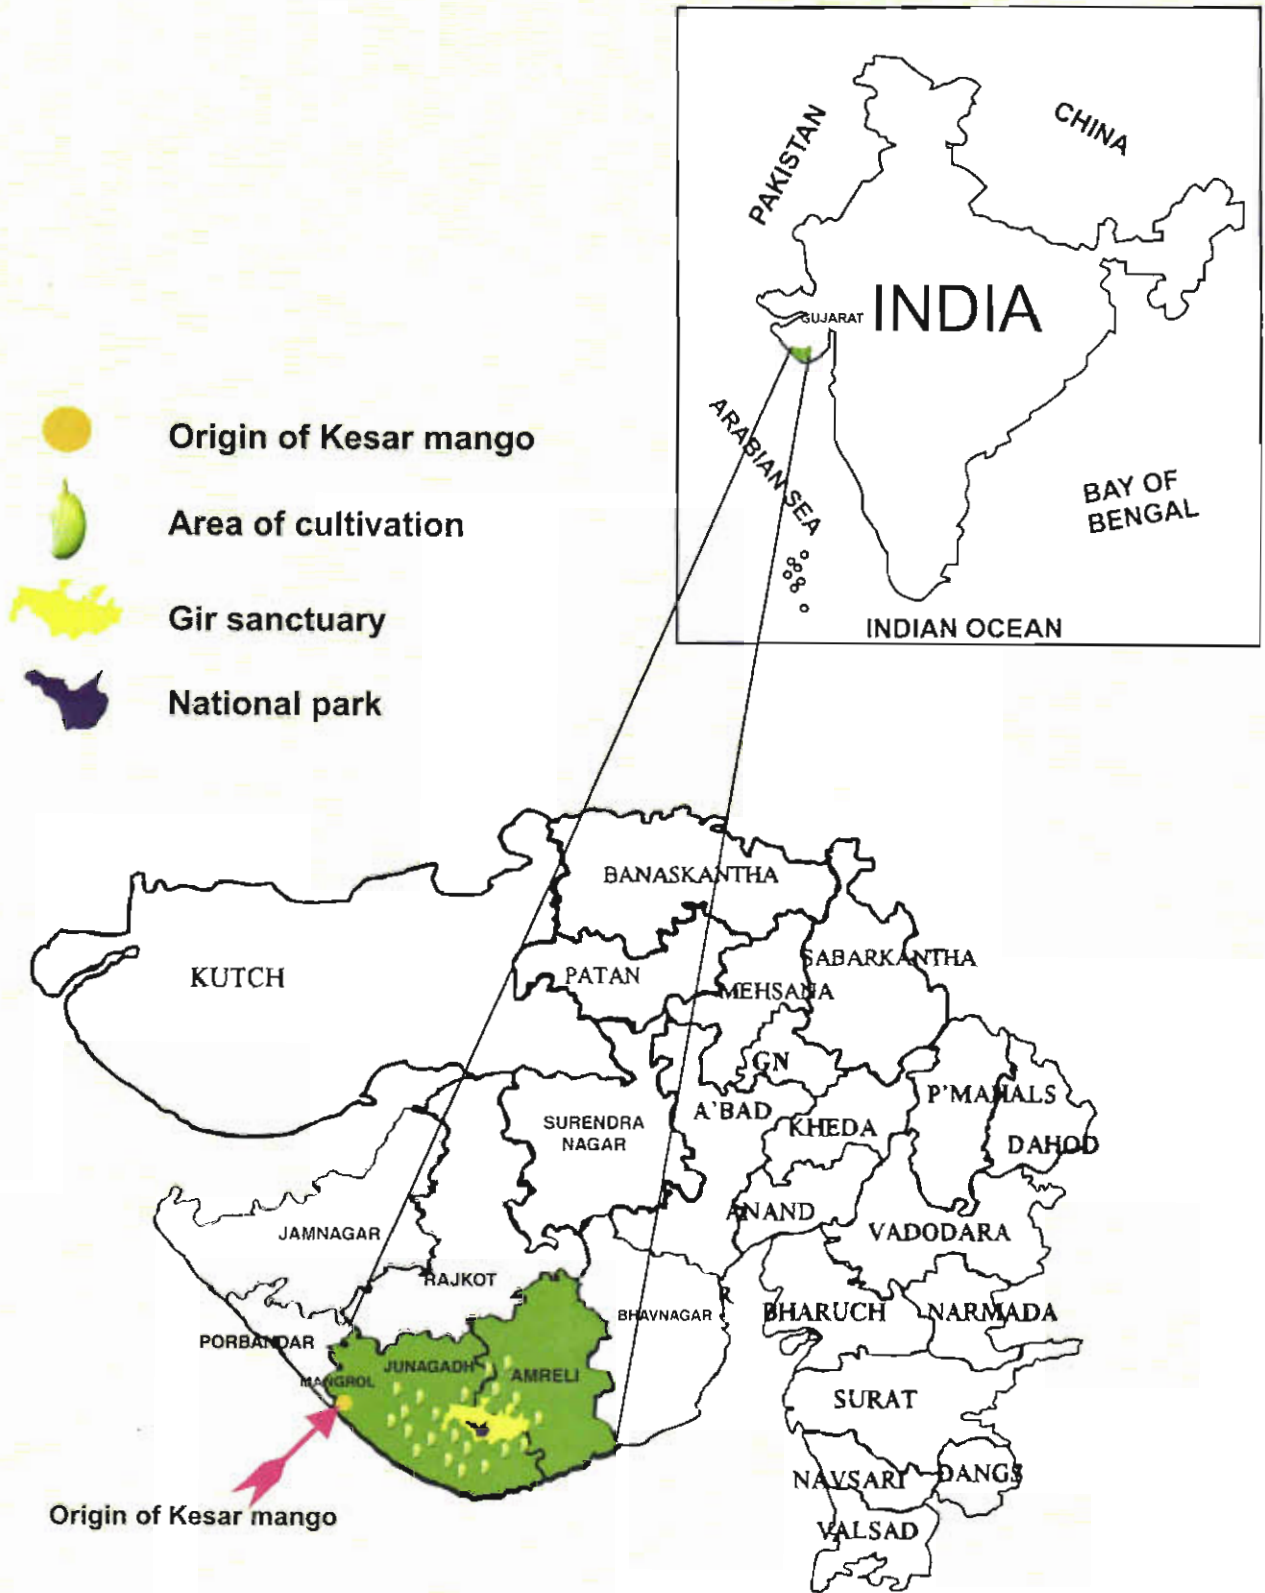 PAKISTAN
CHINA
GUJARAT
INDIA
ARABIAN SEA
BAY OF
BENGAL
INDIAN OCEAN
Origin of Kesar mango
Area of cultivation
Gir sanctuary
National park
BANASKANTHA
KUTCH
PATAN
SABARKANTHA
MEHSANA
GN
P'MAHALS
A'BAD
SURENDRA
NAGAR
KHEDA
DAHOD
ANAND
JAMNAGAR
VADODARA
RAJKOT
R
BHAVNAGAR
BHARUCH
NARMADA
PORBANDAR
JUNAGADH
AMRELI
MANGROL
SURAT
NAVSARI
DANGS
Origin of Kesar mango
VALSAD